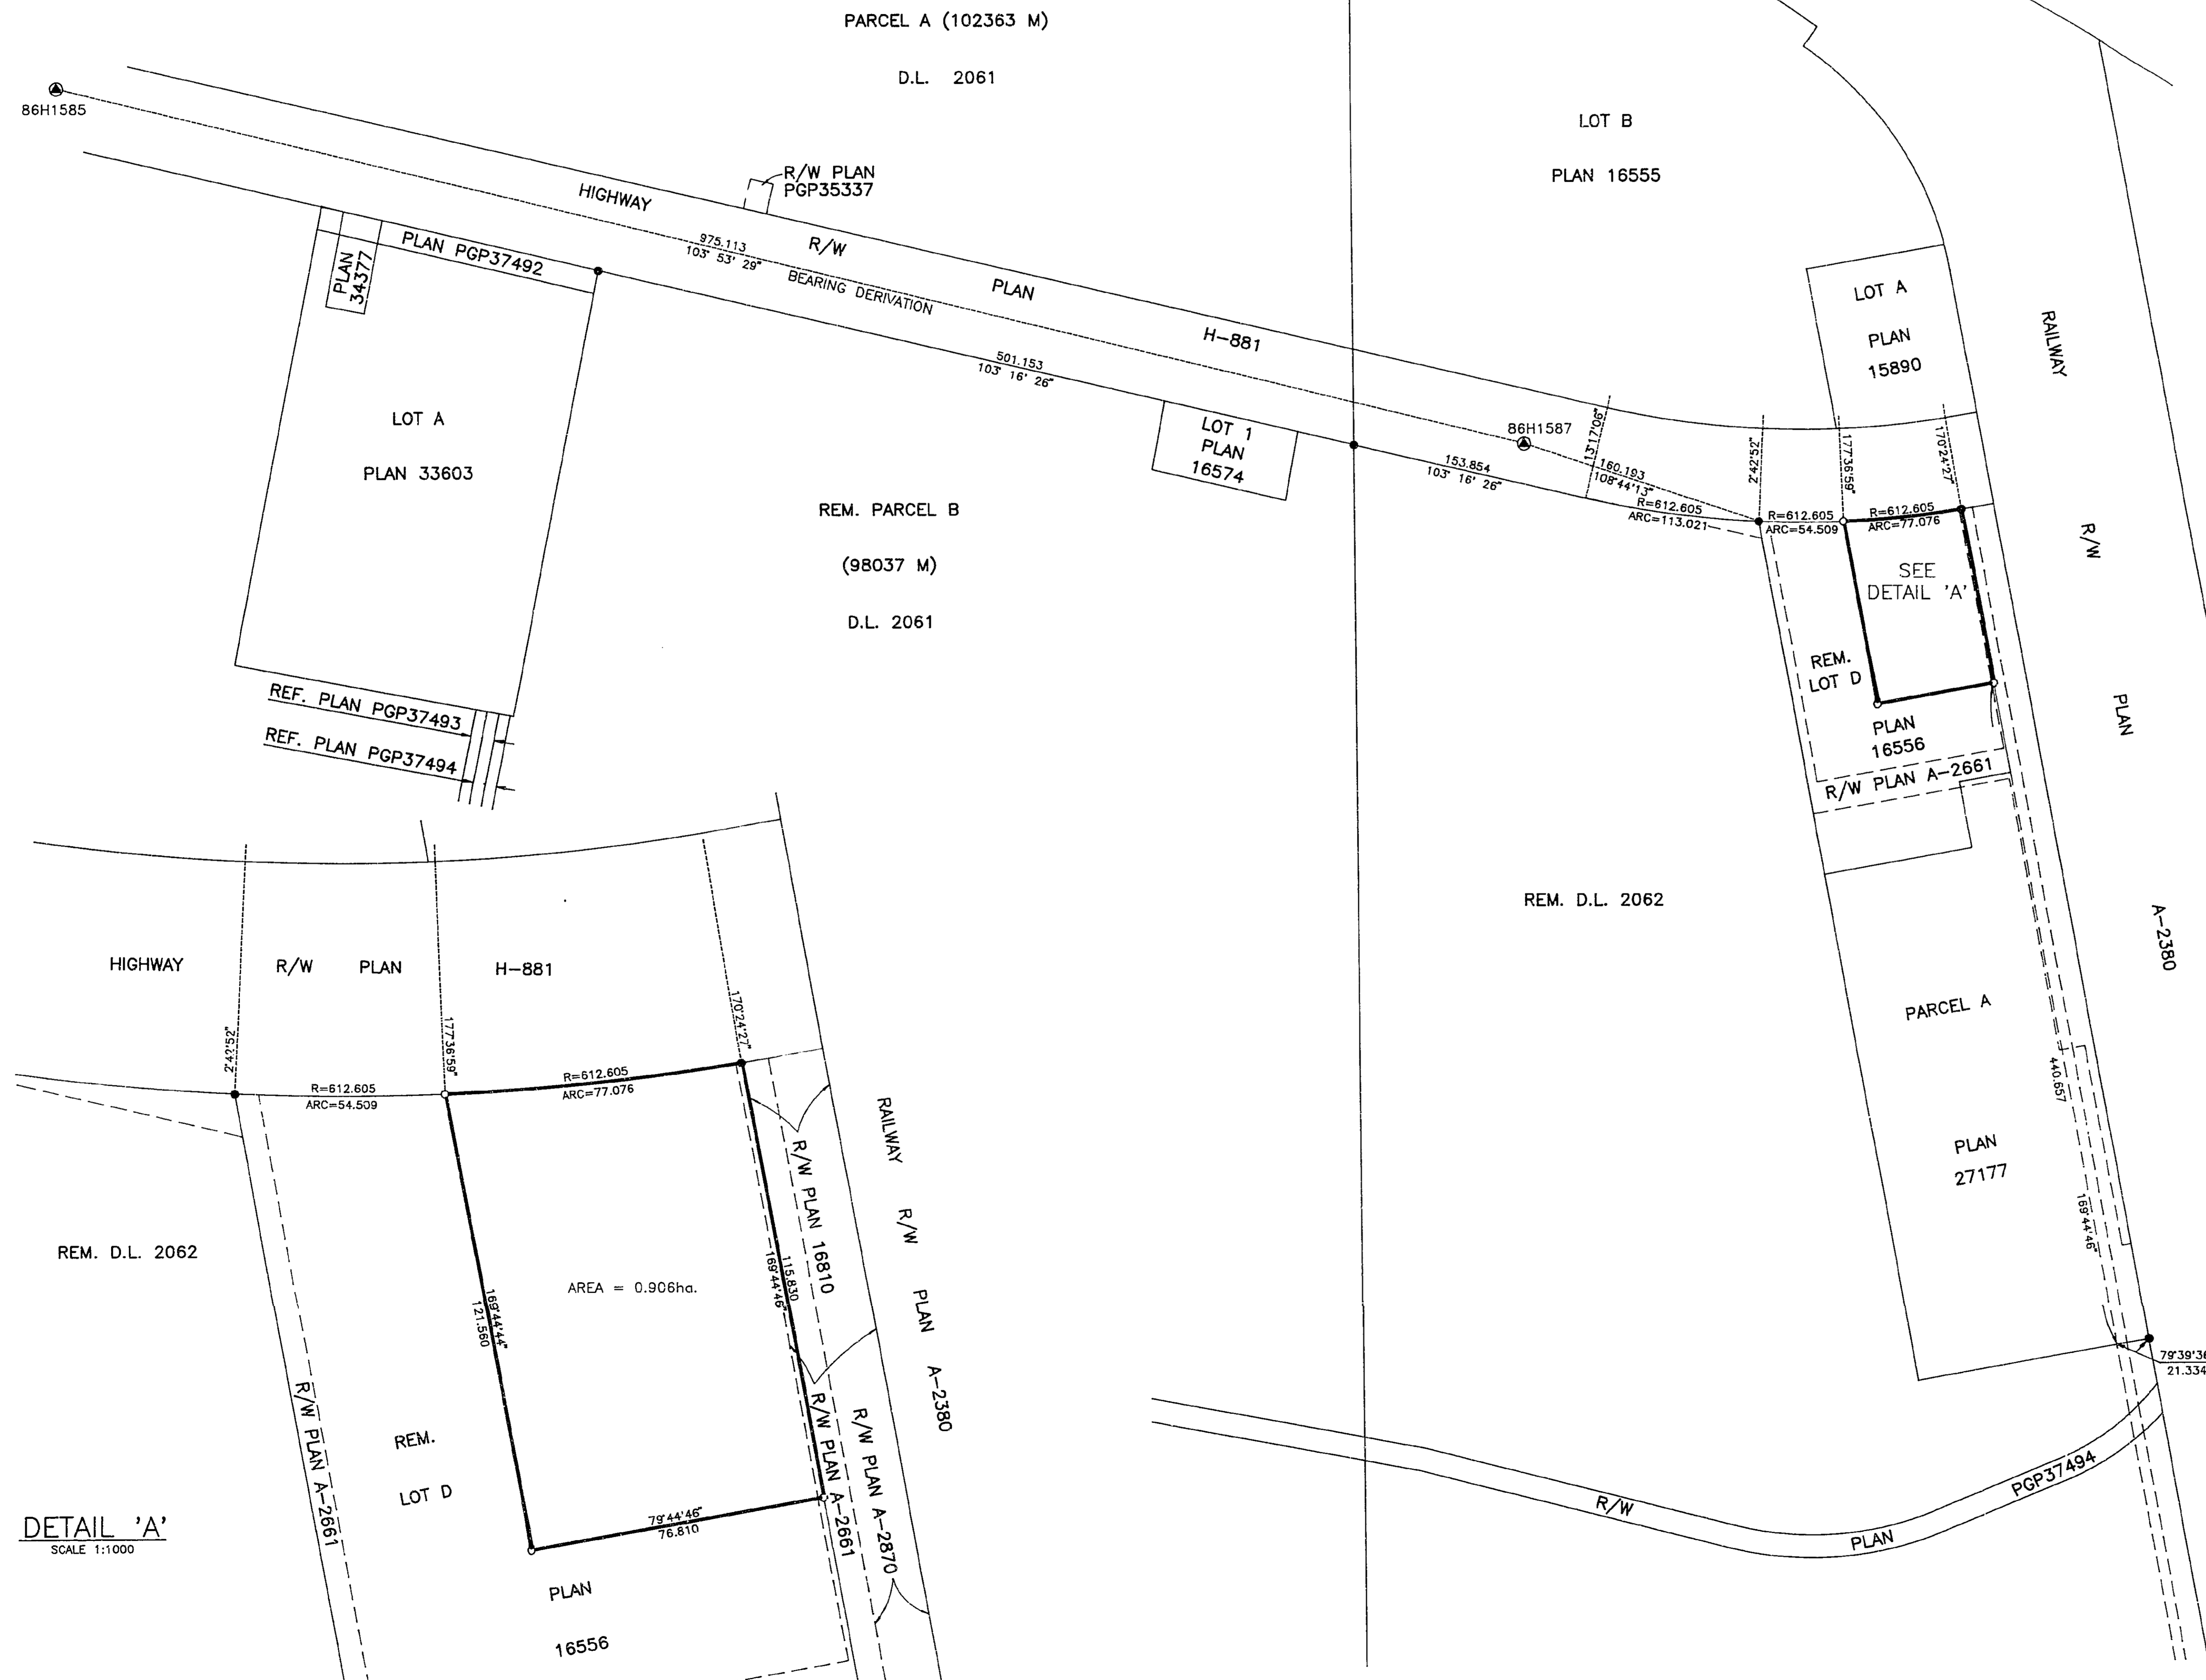 PARCEL A (102363 M)
D.L. 2061
86H1585
LOT B
PLAN 16555
R/W PLAN
PGP35337
HIGHWAY
R/W
PLAN
H-881
PLAN PGP37492
PLAN
34377
975.113
103° 53' 29"
BEARING DERIVATION
501.153
103° 16' 26"
LOT A
PLAN 33603
LOT 1
PLAN
16574
86H1587
REM. PARCEL B
(98037 M)
D.L. 2061
153.854
103° 16' 26"
13°17'06"
160.193
108°44'13"
R=612.605
ARC=113.021
2°42'52"
R=612.605
ARC=54.509
177°36'59"
R=612.605
ARC=77.076
170°24'27"
LOT A
PLAN
15890
RAILWAY
R/W
PLAN
A-2380
SEE
DETAIL 'A'
REM.
LOT D
PLAN
16556
R/W PLAN A-2661
REF. PLAN PGP37493
REF. PLAN PGP37494
REM. D.L. 2062
PARCEL A
PLAN
27177
440.657
169°44'46"
79°39'36
21.334
R/W
PLAN
PGP37494
HIGHWAY
R/W
PLAN
H-881
2°42'52"
177°36'59"
170°24'27"
R=612.605
ARC=54.509
R=612.605
ARC=77.076
REM. D.L. 2062
AREA = 0.906ha.
169°44'44"
121.560
115.830
169°44'46"
R/W PLAN 16810
RAILWAY
R/W
PLAN
A-2380
R/W PLAN A-2661
R/W PLAN A-2661
R/W PLAN A-2870
REM.
LOT D
79°44'46"
76.810
PLAN
16556
DETAIL 'A'
SCALE 1:1000